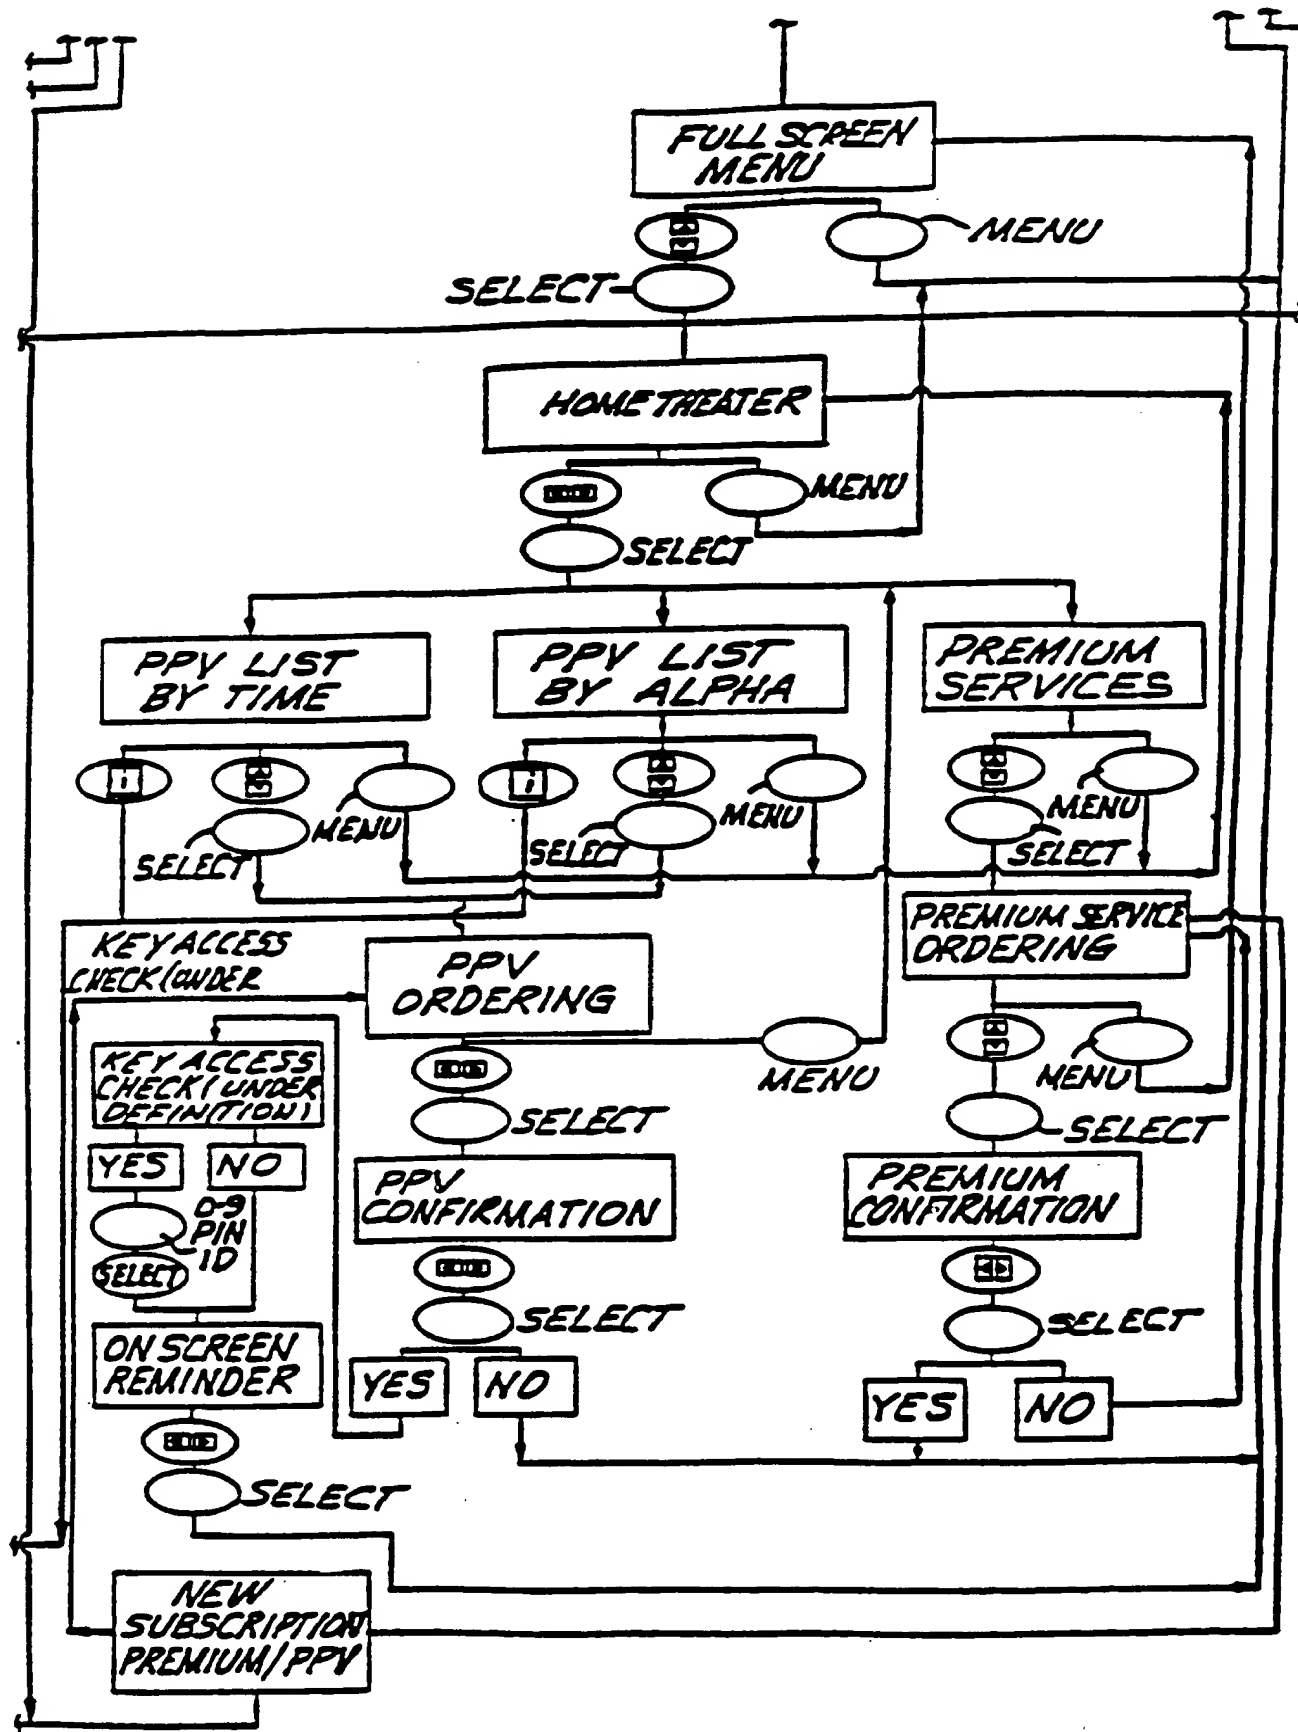 FULL SCREEN
MENU
MENU
SELECT
HOME THEATER
MENU
SELECT
PPV LIST
BY TIME
PPV LIST
BY ALPHA
PREMIUM
SERVICES
i
i
MENU
SELECT
MENU
SELECT
MENU
SELECT
KEY ACCESS
CHECK (UNDER
PPV
ORDERING
PREMIUM SERVICE
ORDERING
MENU
MENU
KEY ACCESS
CHECK (UNDER
DEFINITION)
SELECT
SELECT
YES
NO
PPV
CONFIRMATION
PREMIUM
CONFIRMATION
0-9
PIN
ID
SELECT
SELECT
SELECT
ON SCREEN
REMINDER
YES
NO
YES
NO
SELECT
NEW
SUBSCRIPTION
PREMIUM/PPV